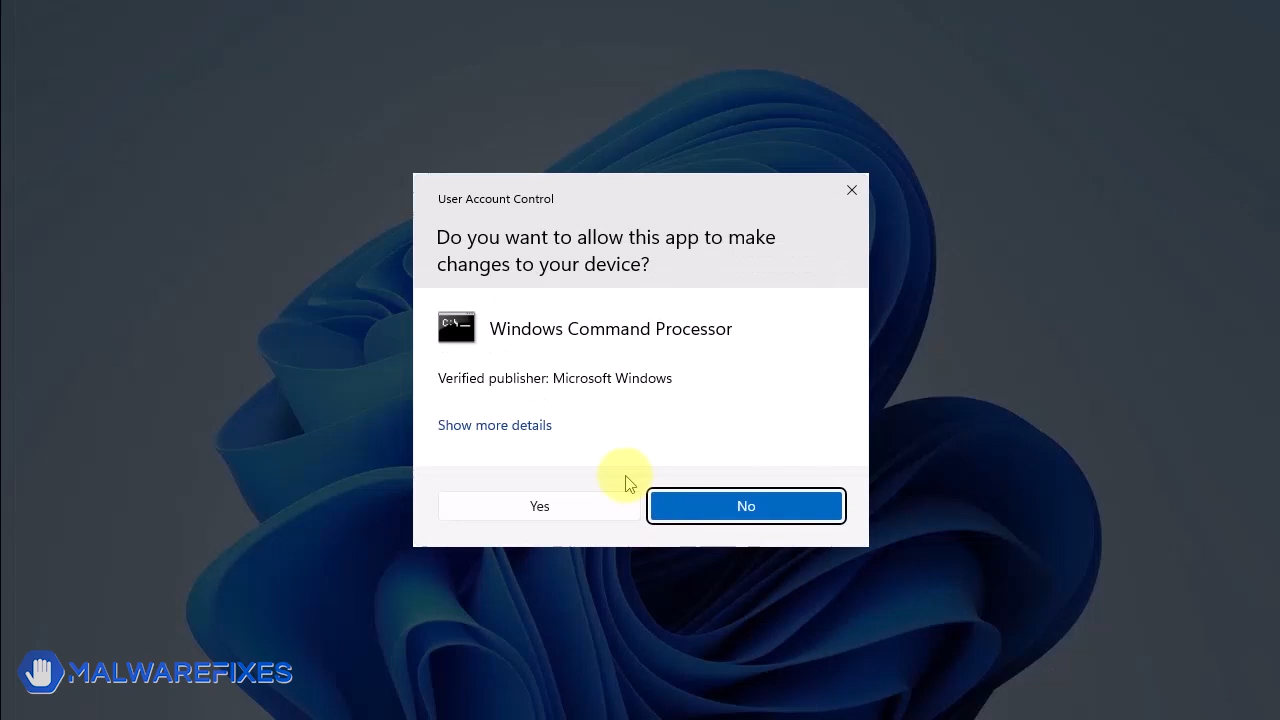 User Account Control
Do you want to allow this app to make
changes to your device?
C:\_
Windows Command Processor
Verified publisher: Microsoft Windows
Show more details
Yes
No
MALWAREFIXES